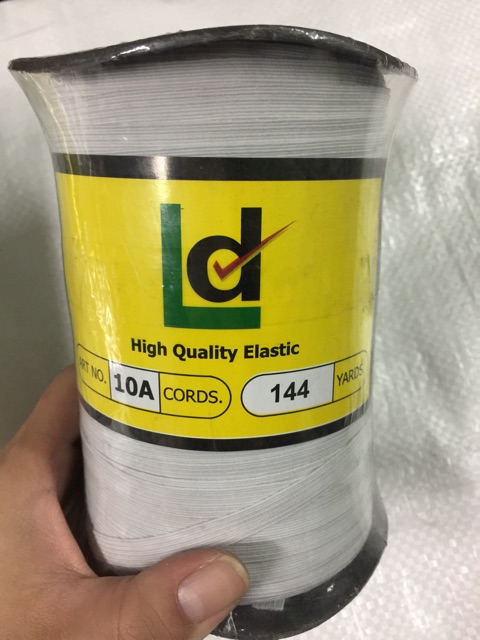 Ld
High Quality Elastic
ART NO. 10A CORDS. 144 YARDS